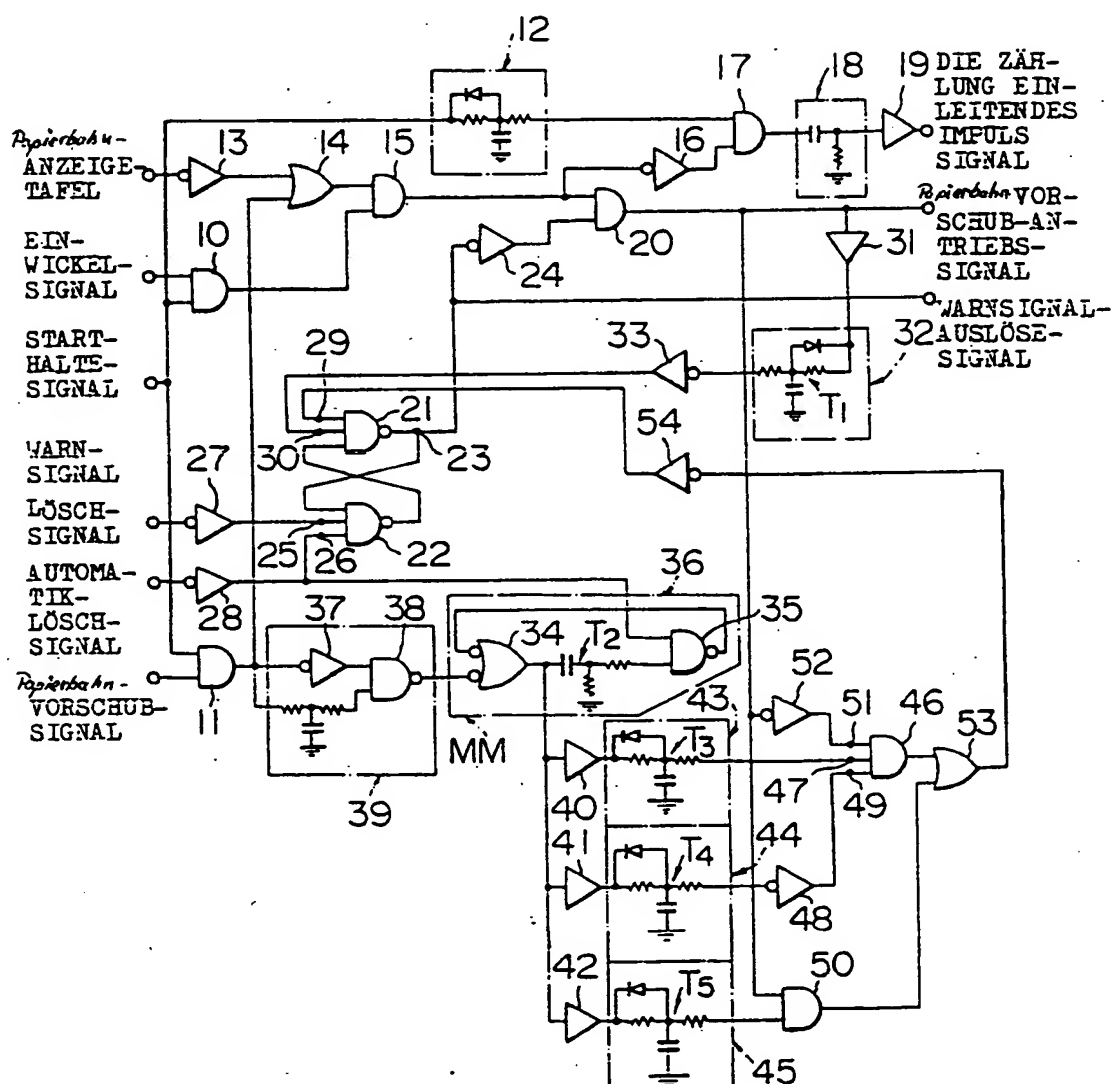 12
17
18
19
DIE ZÄH-
LUNG EIN-
LEITENDES
IMPULS
SIGNAL
Papierbahn-
ANZEIGE
TAFEL
13
14
15
16
EIN-
WICKEL-
SIGNAL
10
20
24
Papierbahn VOR-
SCHUB-AN-
TRIEBS-
SIGNAL
31
WARNSIGNAL-
AUSLÖSE-
SIGNAL
START-
HALTE-
SIGNAL
29
33
32
T1
21
30
23
54
WARN-
SIGNAL
27
LÖSCH-
SIGNAL
25
26
22
AUTOMA-
TIK-
LÖSCH-
SIGNAL
28
36
37
38
34
T2
35
Papierbahn-
VORSCHUB-
SIGNAL
11
39
MM
43
52
51
46
53
T3
40
47
49
41
T4
44
48
42
T5
50
45